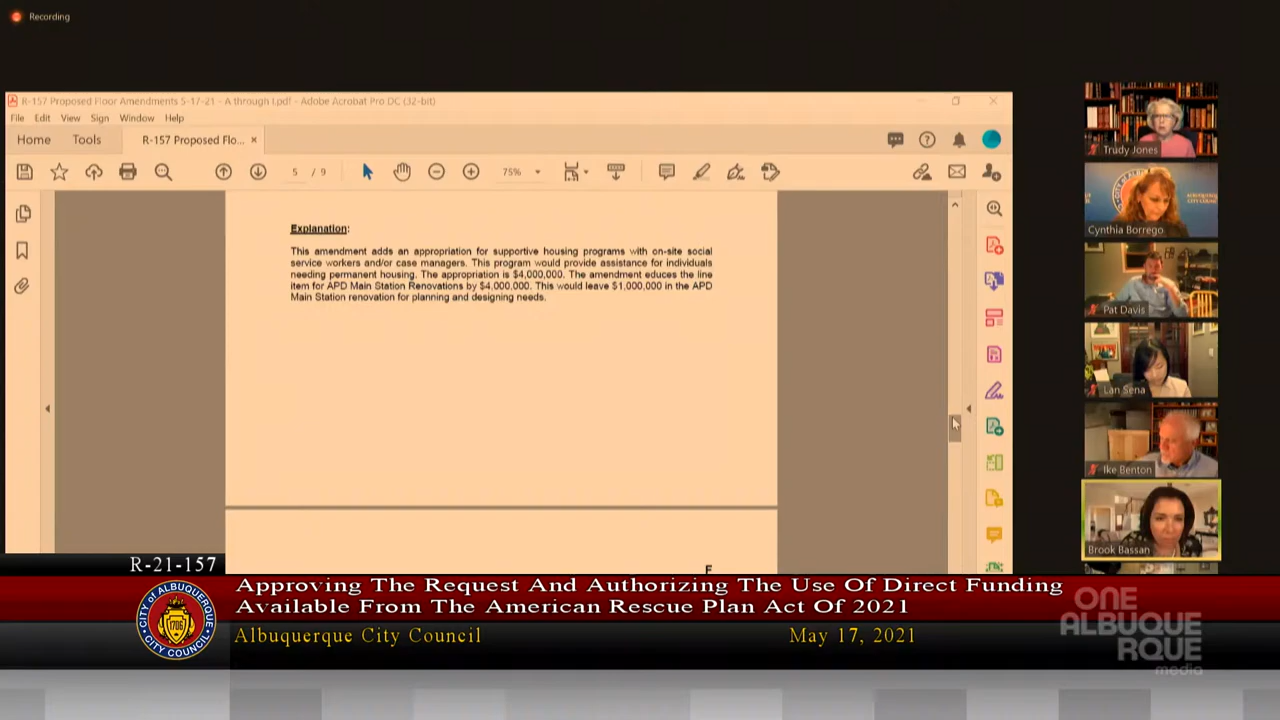 Recording
R-157 Proposed Floor Amendments 5-17-21 - A through I.pdf - Adobe Acrobat Pro DC (32-bit)
File Edit View Sign Window Help
Home Tools R-157 Proposed Flo... ×
5 / 9 75%
Explanation:
This amendment adds an appropriation for supportive housing programs with on-site social
service workers and/or case managers. This program would provide assistance for individuals
needing permanent housing. The appropriation is $4,000,000. The amendment educes the line
item for APD Main Station Renovations by $4,000,000. This would leave $1,000,000 in the APD
Main Station renovation for planning and designing needs.
F
Trudy Jones
Cynthia Borrego
Pat Davis
Lan Sena
Ike Benton
Brook Bassan
R-21-157
Approving The Request And Authorizing The Use Of Direct Funding
Available From The American Rescue Plan Act Of 2021
Albuquerque City Council May 17, 2021
CITY OF ALBUQUERQUE
1706
CITY COUNCIL
ONE
ALBUQUE
RQUE
media